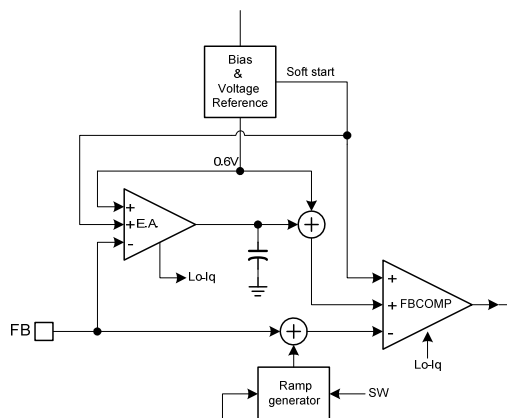 Bias
&
Voltage
Reference
Soft start
0.6V
+
+
E.A.
-
+
Lo-Iq
+
+
FBCOMP
-
FB
+
Lo-Iq
Ramp
generator
SW